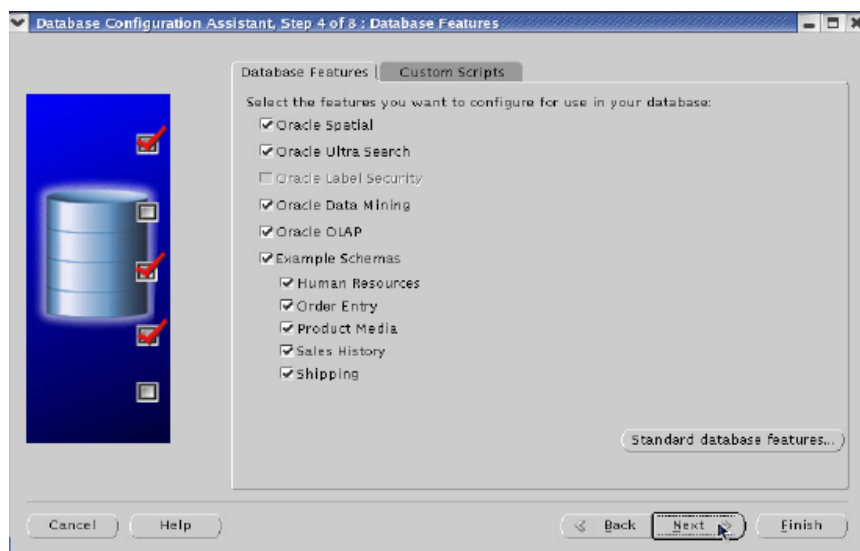 Database Configuration Assistant, Step 4 of 8 : Database Features
Database Features Custom Scripts
Select the features you want to configure for use in your database:
Oracle Spatial
Oracle Ultra Search
Oracle Label Security
Oracle Data Mining
Oracle OLAP
Example Schemas
Human Resources
Order Entry
Product Media
Sales History
Shipping
Standard database features...
Cancel Help Back Next Finish